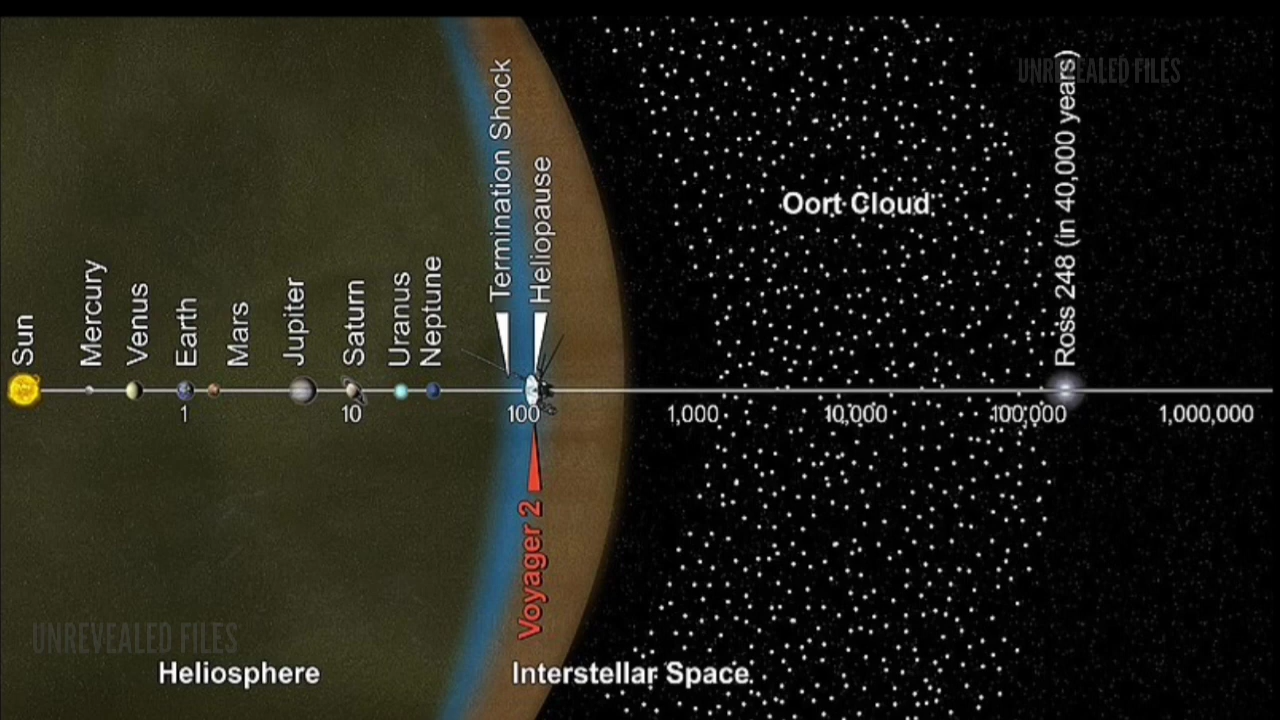 UNREVEALED FILES
Sun
Mercury
Venus
Earth
Mars
Jupiter
Saturn
Uranus
Neptune
Termination Shock
Heliopause
Oort Cloud
Ross 248 (in 40,000 years)
1
10
100
1,000
10,000
100,000
1,000,000
Voyager 2
UNREVEALED FILES
Heliosphere
Interstellar Space